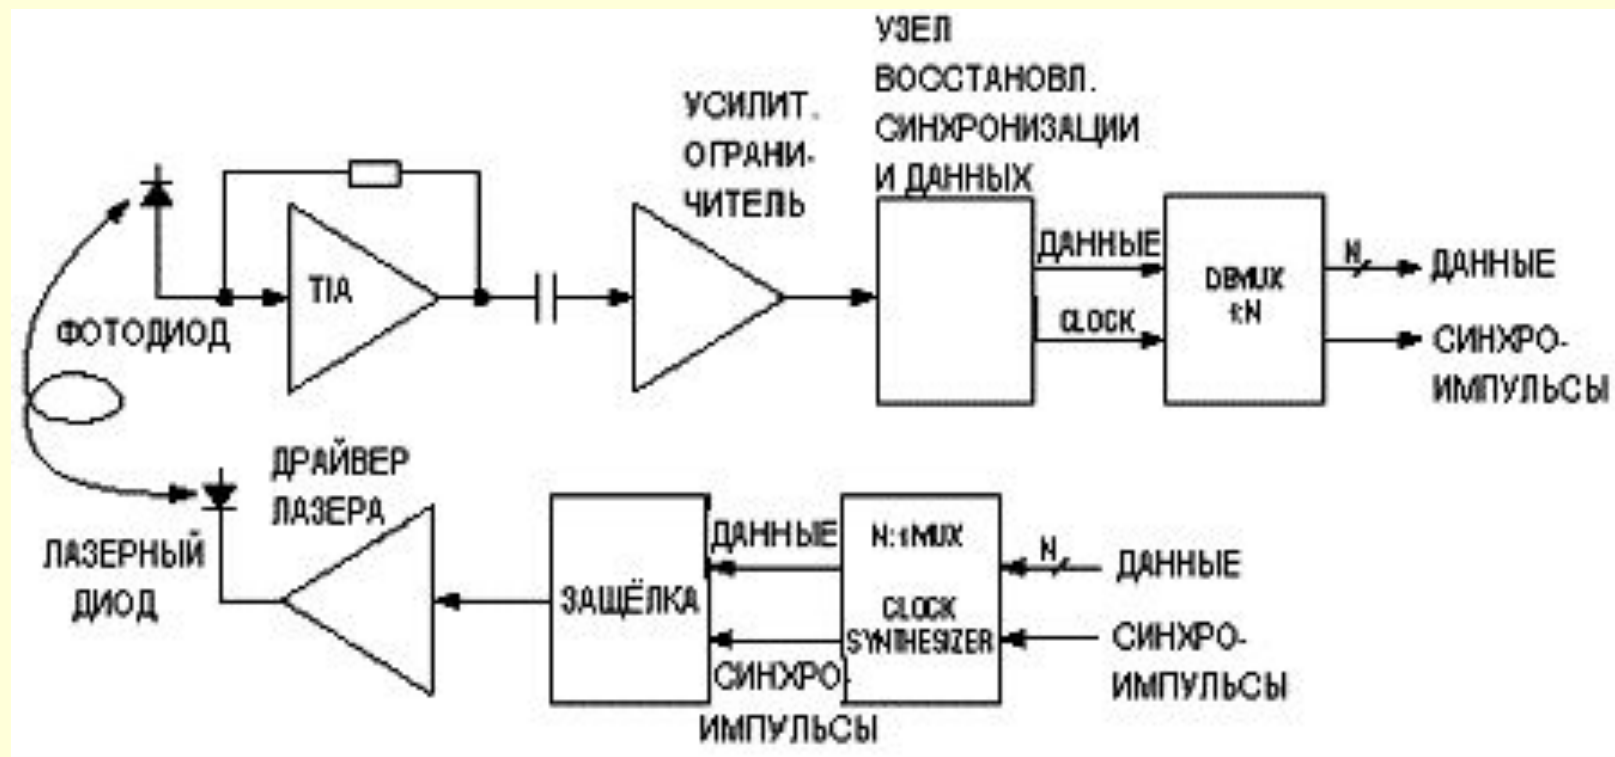 УЗЕЛ
ВОССТАНОВЛ.
СИНХРОНИЗАЦИИ
И ДАННЫХ
УСИЛИТ.
ОГРАНИ-
ЧИТЕЛЬ
TIA
ФОТОДИОД
ДАННЫЕ
CLOCK
DBMUX
1:N
N
ДАННЫЕ
СИНХРО-
ИМПУЛЬСЫ
ДРАЙВЕР
ЛАЗЕРА
ЛАЗЕРНЫЙ
ДИОД
ЗАЩЁЛКА
ДАННЫЕ
СИНХРО-
ИМПУЛЬСЫ
N:1MUX
CLOCK
SYNTHESIZER
N
ДАННЫЕ
СИНХРО-
ИМПУЛЬСЫ